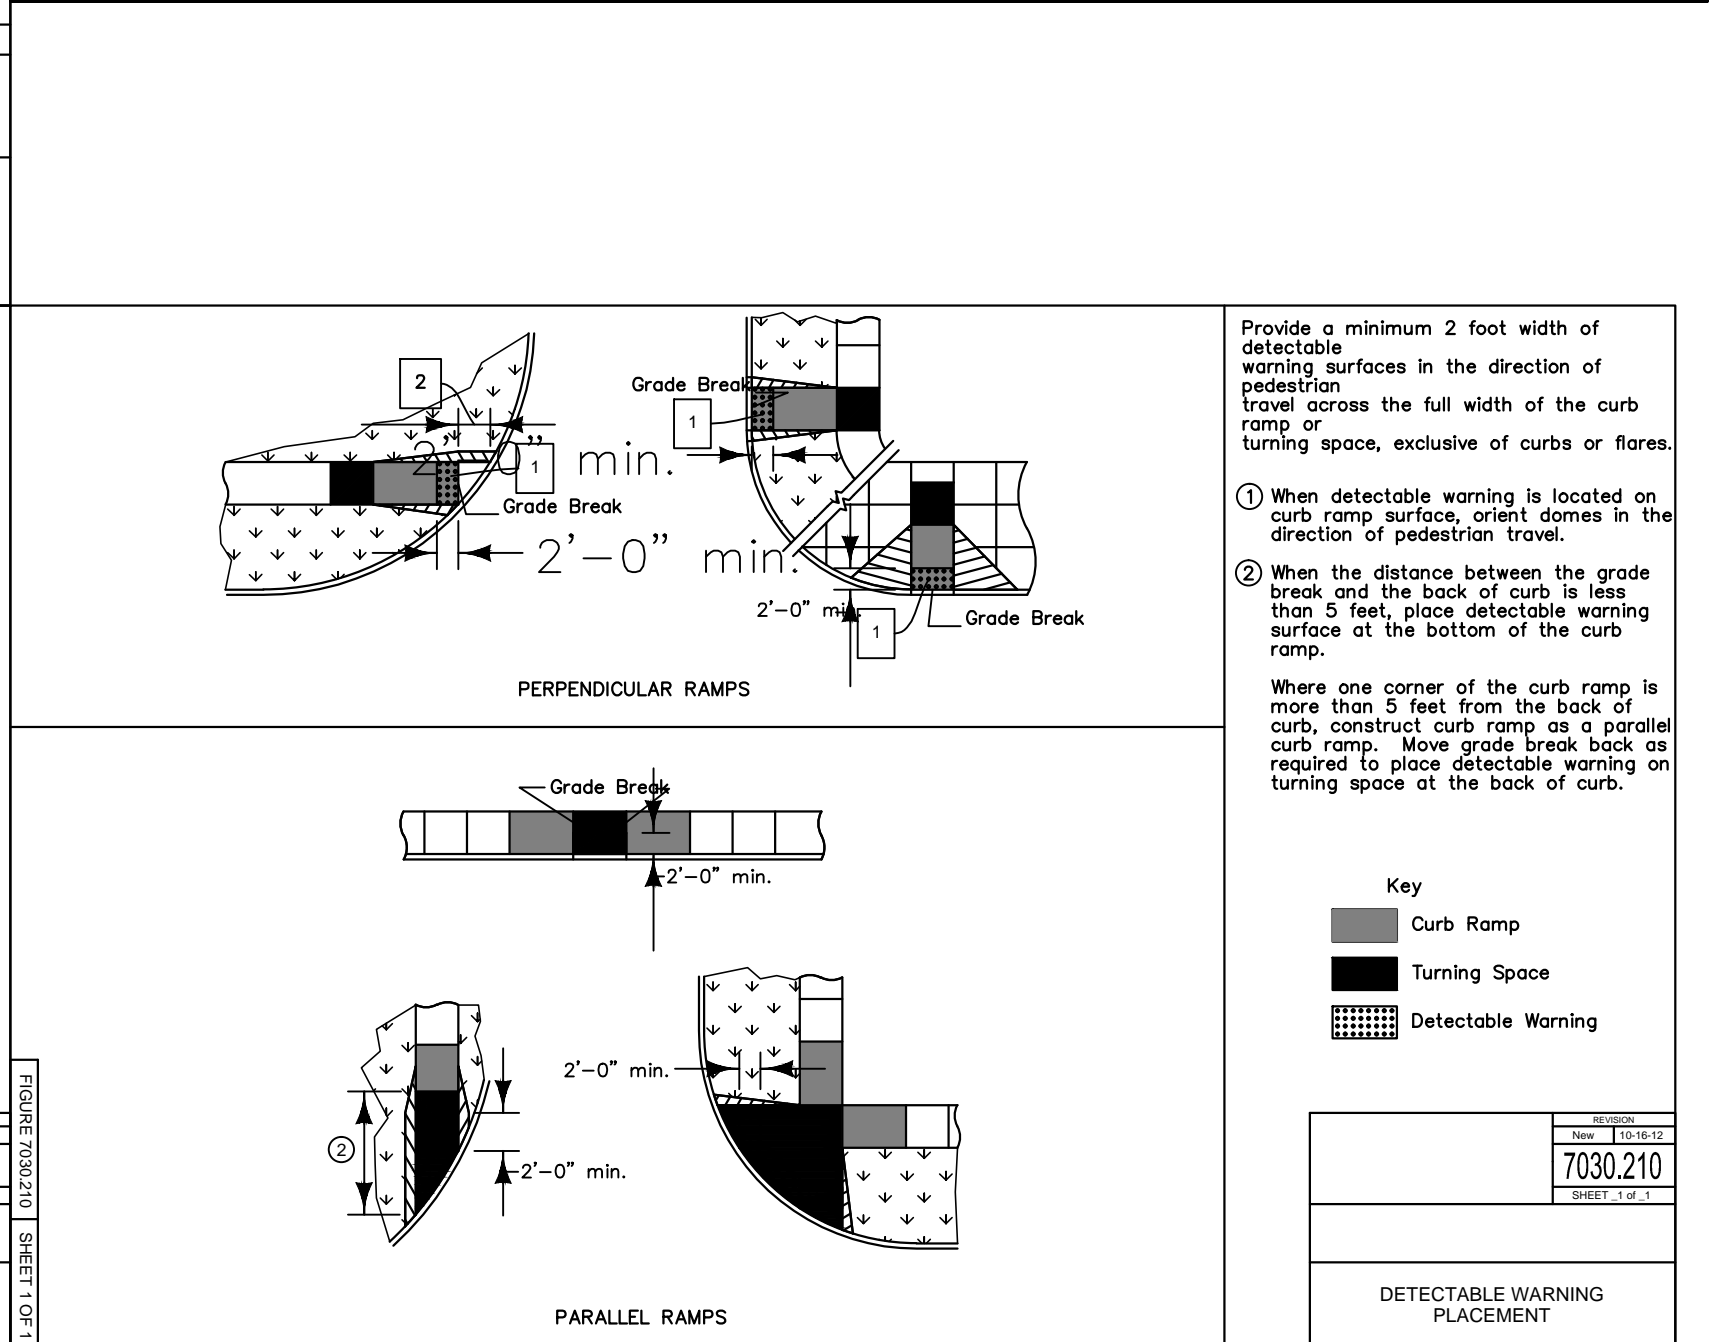 2
Grade Break
1
2'-0" min.
1
Grade Break
2'-0" min.
2'-0" min.
1
Grade Break
PERPENDICULAR RAMPS
Grade Break
2'-0" min.
2'-0" min.
2
2'-0" min.
PARALLEL RAMPS
Provide a minimum 2 foot width of
detectable
warning surfaces in the direction of
pedestrian
travel across the full width of the curb
ramp or
turning space, exclusive of curbs or flares.
1 When detectable warning is located on
curb ramp surface, orient domes in the
direction of pedestrian travel.
2 When the distance between the grade
break and the back of curb is less
than 5 feet, place detectable warning
surface at the bottom of the curb
ramp.
Where one corner of the curb ramp is
more than 5 feet from the back of
curb, construct curb ramp as a parallel
curb ramp. Move grade break back as
required to place detectable warning on
turning space at the back of curb.
Key
Curb Ramp
Turning Space
Detectable Warning
FIGURE 7030.210 SHEET 1 OF 1
REVISION
New 10-16-12
7030.210
SHEET _1 of _1
DETECTABLE WARNING
PLACEMENT